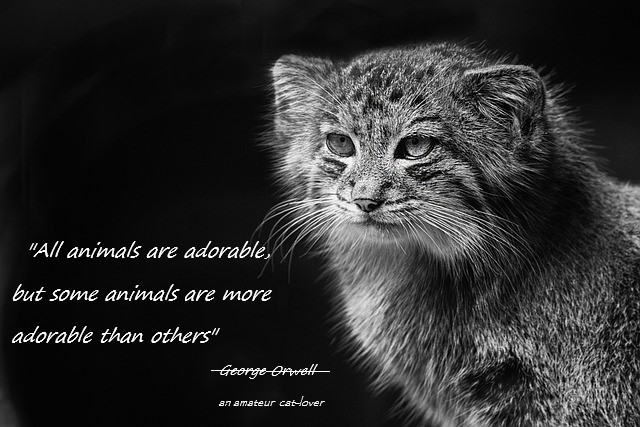 "All animals are adorable,
but some animals are more
adorable than others"
George Orwell
an amateur cat-lover